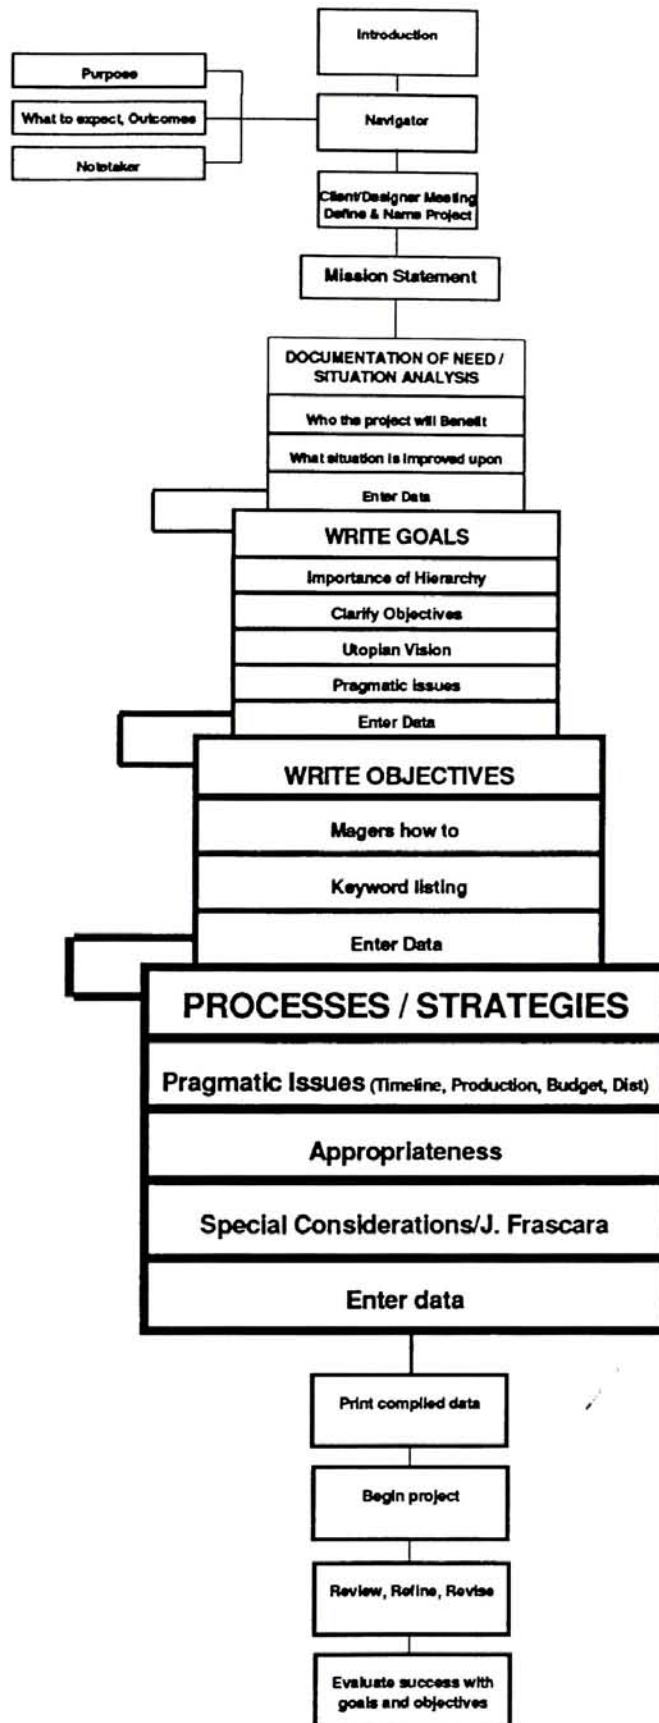 Introduction
Purpose
What to expect, Outcomes
Navigator
Notetaker
Client/Designer Meeting
Define & Name Project
Mission Statement
DOCUMENTATION OF NEED /
SITUATION ANALYSIS
Who the project will Benefit
What situation is improved upon
Enter Data
WRITE GOALS
Importance of Hierarchy
Clarify Objectives
Utopian Vision
Pragmatic issues
Enter Data
WRITE OBJECTIVES
Magers how to
Keyword listing
Enter Data
PROCESSES / STRATEGIES
Pragmatic Issues (Timeline, Production, Budget, Dist)
Appropriateness
Special Considerations/J. Frascara
Enter data
Print compiled data
Begin project
Review, Refine, Revise
Evaluate success with
goals and objectives